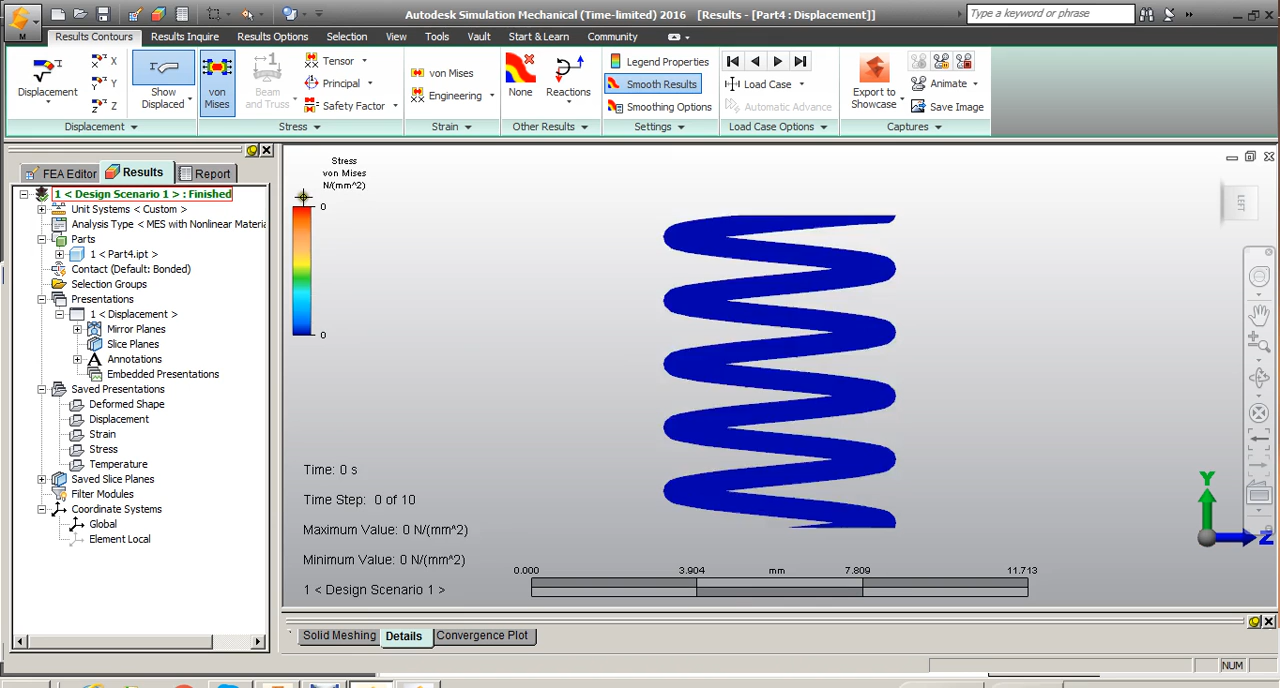 Autodesk Simulation Mechanical (Time-limited) 2016 [Results - [Part4 : Displacement]]
Type a keyword or phrase
M
Results Contours
Results Inquire
Results Options
Selection
View
Tools
Vault
Start & Learn
Community
Displacement
X
Y
Z
Show Displaced
Displacement
von Mises
Beam and Truss
Tensor
Principal
Safety Factor
Stress
von Mises
Engineering
Strain
None
Reactions
Other Results
Legend Properties
Smooth Results
Smoothing Options
Settings
Load Case
Automatic Advance
Load Case Options
Export to Showcase
Animate
Save Image
Captures
FEA Editor
Results
Report
1 < Design Scenario 1 > : Finished
Unit Systems < Custom >
Analysis Type < MES with Nonlinear Materia
Parts
1 < Part4.ipt >
Contact (Default: Bonded)
Selection Groups
Presentations
1 < Displacement >
Mirror Planes
Slice Planes
A Annotations
Embedded Presentations
Saved Presentations
Deformed Shape
Displacement
Strain
Stress
Temperature
Saved Slice Planes
Filter Modules
Coordinate Systems
Global
Element Local
Stress
von Mises
N/(mm^2)
0
0
LEFT
Time: 0 s
Time Step: 0 of 10
Maximum Value: 0 N/(mm^2)
Minimum Value: 0 N/(mm^2)
1 < Design Scenario 1 >
0.000 3.904 mm 7.809 11.713
Y
Z
Solid Meshing
Details
Convergence Plot
NUM